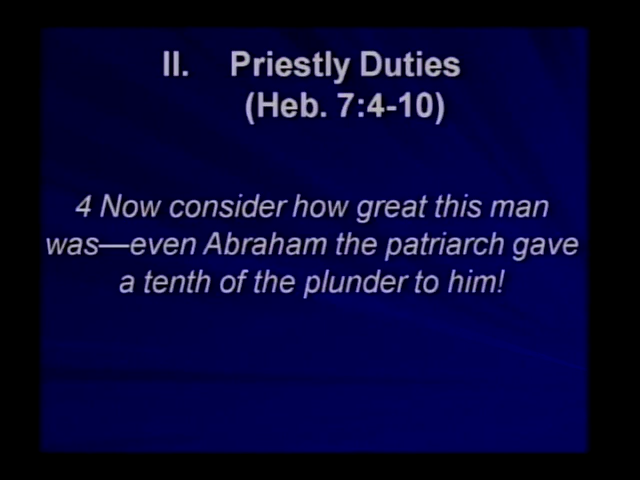 II. Priestly Duties
(Heb. 7:4-10)
4 Now consider how great this man
was—even Abraham the patriarch gave
a tenth of the plunder to him!